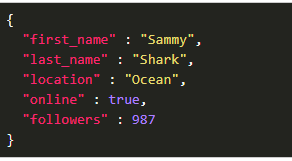 {
"first_name" : "Sammy",
"last_name" : "Shark",
"location" : "Ocean",
"online" : true,
"followers" : 987
}